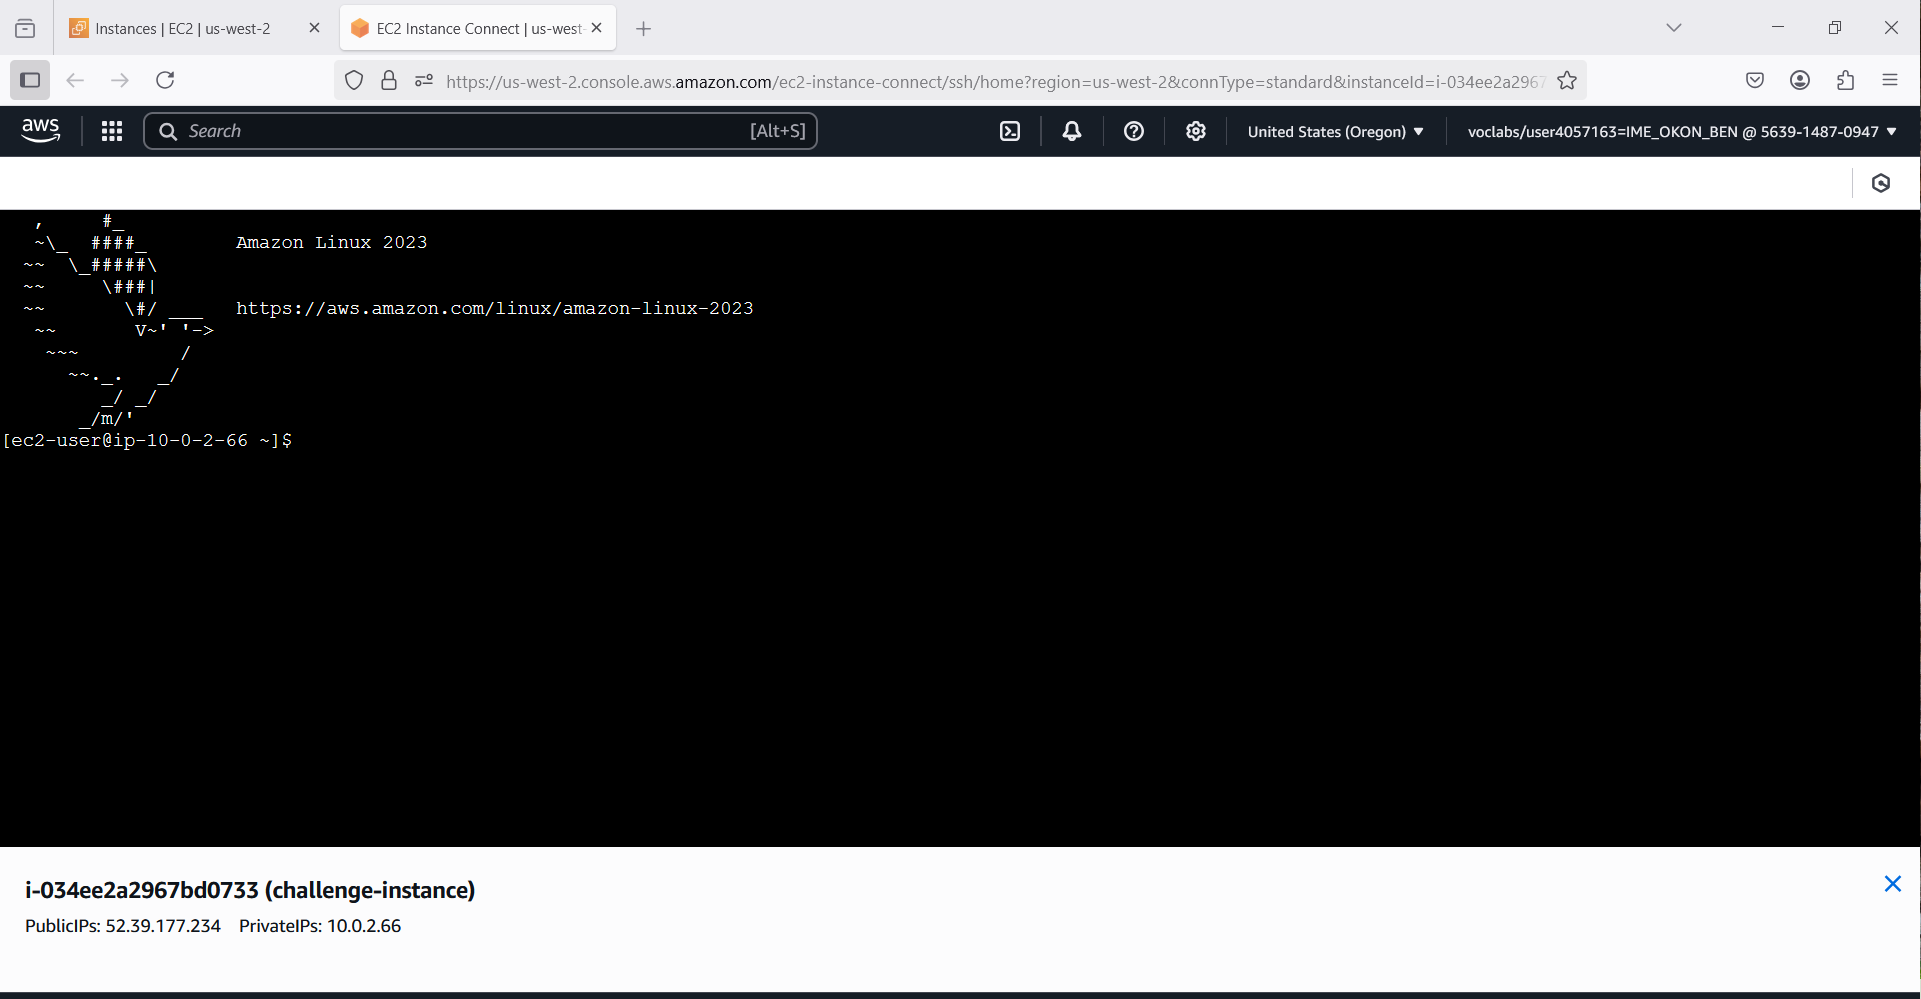 Instances | EC2 | us-west-2
EC2 Instance Connect | us-west-
https://us-west-2.console.aws.amazon.com/ec2-instance-connect/ssh/home?region=us-west-2&connType=standard&instanceId=i-034ee2a2967
aws
Search
[Alt+S]
United States (Oregon) ▼
voclabs/user4057163=IME_OKON_BEN @ 5639-1487-0947 ▼
   ,     #_
   ~\_  ####_        Amazon Linux 2023
  ~~  \_#####\
  ~~     \###|
  ~~       \#/ ___   https://aws.amazon.com/linux/amazon-linux-2023
   ~~       V~' '->
    ~~~         /
      ~~._.   _/
         _/ _/
       _/m/'
[ec2-user@ip-10-0-2-66 ~]$
i-034ee2a2967bd0733 (challenge-instance)
PublicIPs: 52.39.177.234 PrivateIPs: 10.0.2.66